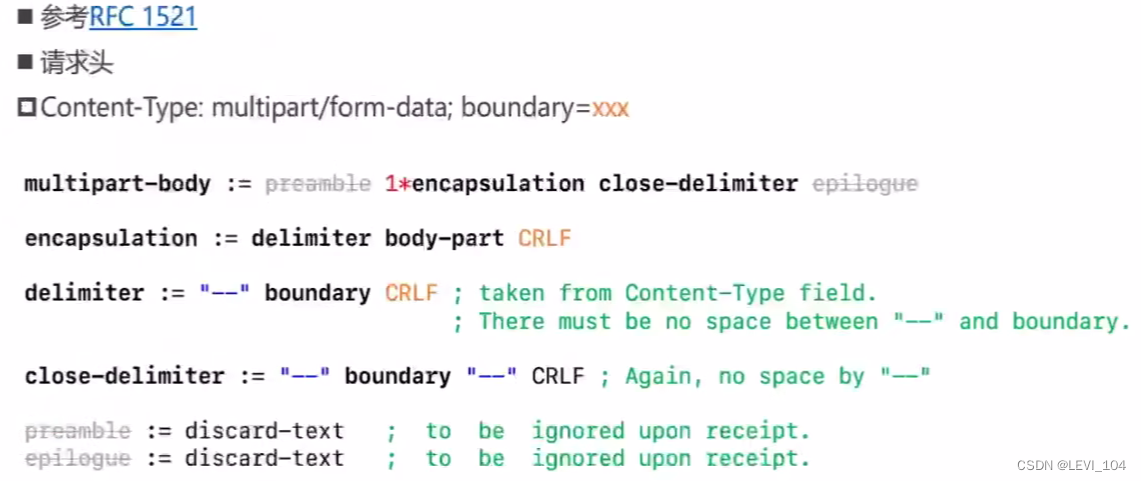 ■ 参考RFC 1521
■ 请求头
□Content-Type: multipart/form-data; boundary=xxx
multipart-body := preamble 1*encapsulation close-delimiter epilogue
encapsulation := delimiter body-part CRLF
delimiter := "--" boundary CRLF ; taken from Content-Type field.
; There must be no space between "--" and boundary.
close-delimiter := "--" boundary "--" CRLF ; Again, no space by "--"
preamble := discard-text ; to be ignored upon receipt.
epilogue := discard-text ; to be ignored upon receipt.
CSDN @LEVI_104